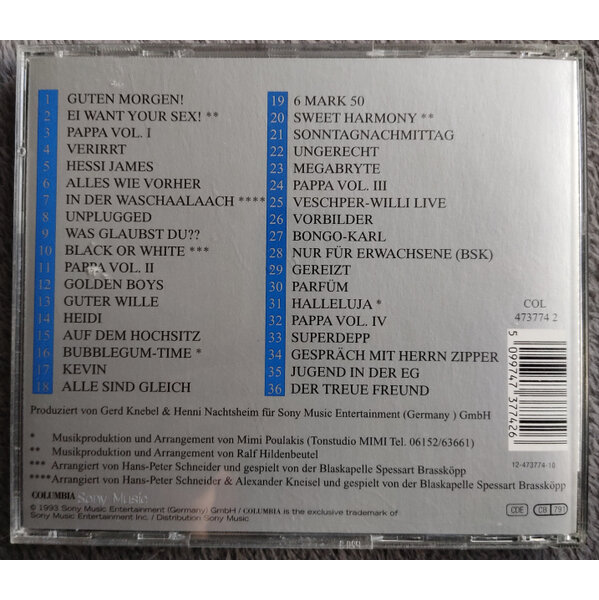 1 GUTEN MORGEN!
2 EI WANT YOUR SEX! **
3 PAPPA VOL. I
4 VERIRRT
5 HESSI JAMES
6 ALLES WIE VORHER
7 IN DER WASCHAALAACH ****
8 UNPLUGGED
9 WAS GLAUBST DU??
10 BLACK OR WHITE ***
11 PAPPA VOL. II
12 GOLDEN BOYS
13 GUTER WILLE
14 HEIDI
15 AUF DEM HOCHSITZ
16 BUBBLEGUM-TIME *
17 KEVIN
18 ALLE SIND GLEICH
19 6 MARK 50
20 SWEET HARMONY **
21 SONNTAGNACHMITTAG
22 UNGERECHT
23 MEGABRYTE
24 PAPPA VOL. III
25 VESCHPER-WILLI LIVE
26 VORBILDER
27 BONGO-KARL
28 NUR FÜR ERWACHSENE (BSK)
29 GEREIZT
30 PARFÜM
31 HALLELUJA *
32 PAPPA VOL. IV
33 SUPERDEPP
34 GESPRÄCH MIT HERRN ZIPPER
35 JUGEND IN DER EG
36 DER TREUE FREUND
COL
473774 2
5 099747 377426
12-473774-10
Produziert von Gerd Knebel & Henni Nachtsheim für Sony Music Entertainment (Germany ) GmbH
* Musikproduktion und Arrangement von Mimi Poulakis (Tonstudio MIMI Tel. 06152/63661)
** Musikproduktion und Arrangement von Ralf Hildenbeutel
*** Arrangiert von Hans-Peter Schneider und gespielt von der Blaskapelle Spessart Brassköpp
**** Arrangiert von Hans-Peter Schneider & Alexander Kneisel und gespielt von der Blaskapelle Spessart Brassköpp
COLUMBIA Sony Music
© 1993 Sony Music Entertainment (Germany) GmbH / COLUMBIA is the exclusive trademark of
Sony Music Entertainment Inc. / Distribution Sony Music
CDE CB 791